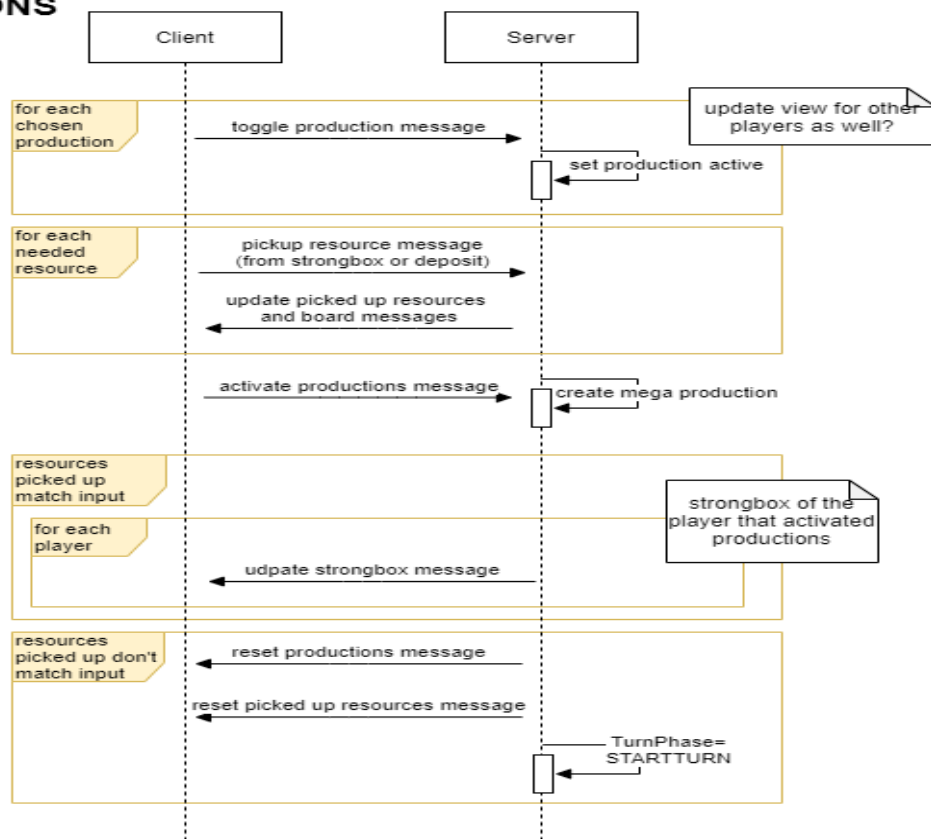 ONS
Client
Server
for each
chosen
production
toggle production message
update view for other
players as well?
set production active
for each
needed
resource
pickup resource message
(from strongbox or deposit)
update picked up resources
and board messages
activate productions message
create mega production
resources
picked up
match input
strongbox of the
player that activated
productions
for each
player
udpate strongbox message
resources
picked up don't
match input
reset productions message
reset picked up resources message
TurnPhase=
STARTTURN